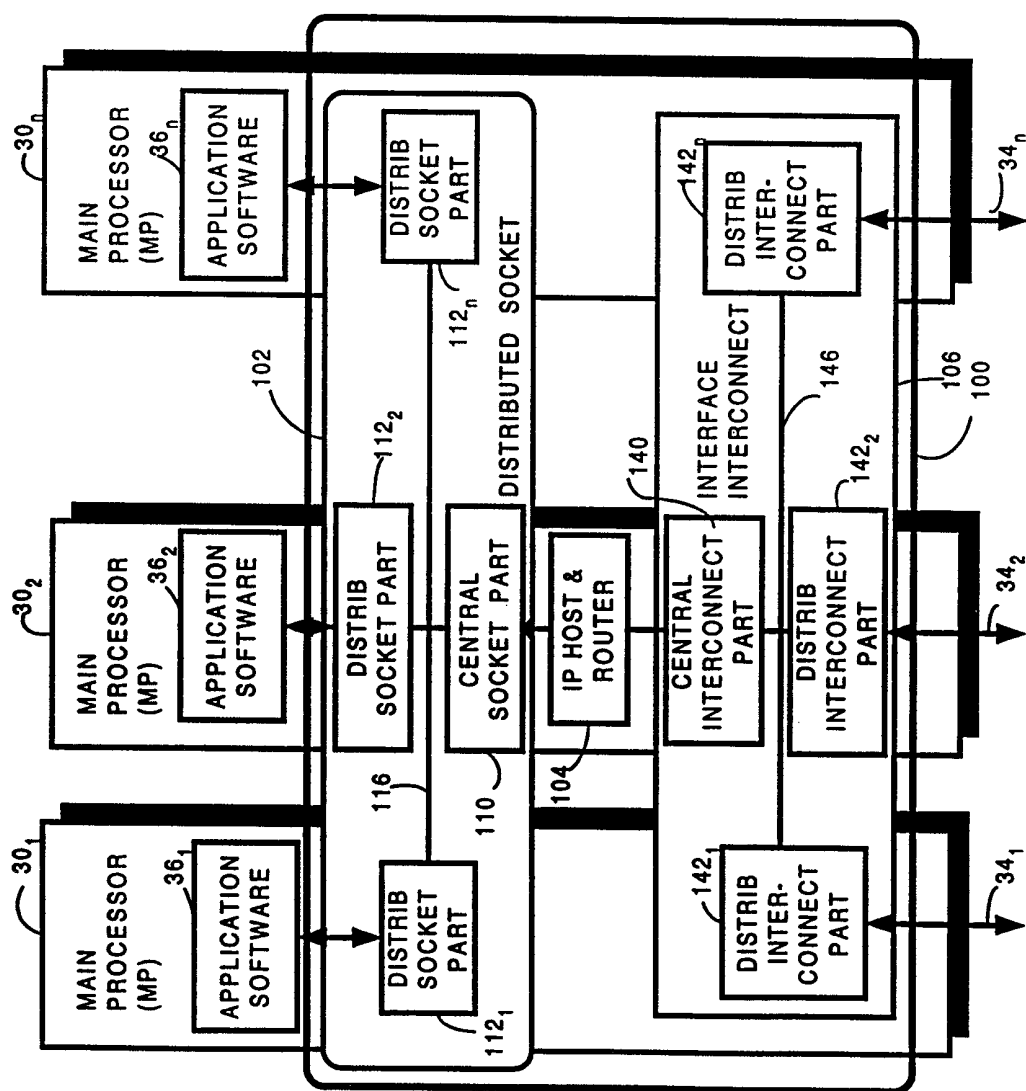 30₁
MAIN
PROCESSOR
(MP)
36₁
APPLICATION
SOFTWARE
30₂
MAIN
PROCESSOR
(MP)
36₂
APPLICATION
SOFTWARE
30ₙ
MAIN
PROCESSOR
(MP)
36ₙ
APPLICATION
SOFTWARE
102
DISTRIB
SOCKET
PART
112₁
116
DISTRIB
SOCKET PART
112₂
CENTRAL
SOCKET PART
110
DISTRIB
SOCKET
PART
112ₙ
DISTRIBUTED SOCKET
IP HOST &
ROUTER
104
CENTRAL
INTERCONNECT
PART
140
INTERFACE
INTERCONNECT
146
142₁
DISTRIB
INTER-
CONNECT
PART
DISTRIB
INTERCONNECT
PART
142₂
142ₙ
DISTRIB
INTER-
CONNECT
PART
106
100
34₁
34₂
34ₙ